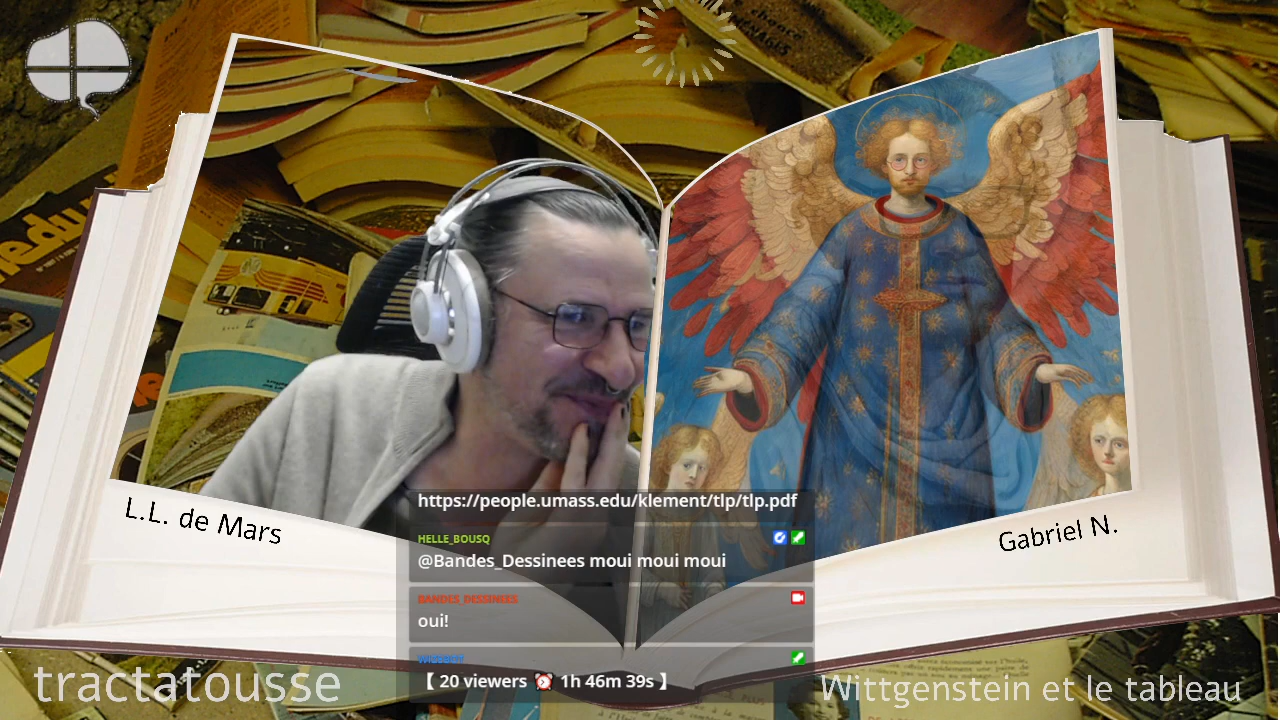 L.L. de Mars
Gabriel N.
https://people.umass.edu/klement/tlp/tlp.pdf
HELLE_BOUSQ
@Bandes_Dessinees moui moui moui
BANDES_DESSINEES
oui!
【 20 viewers ⏰ 1h 46m 39s 】
tractatousse
Wittgenstein et le tableau